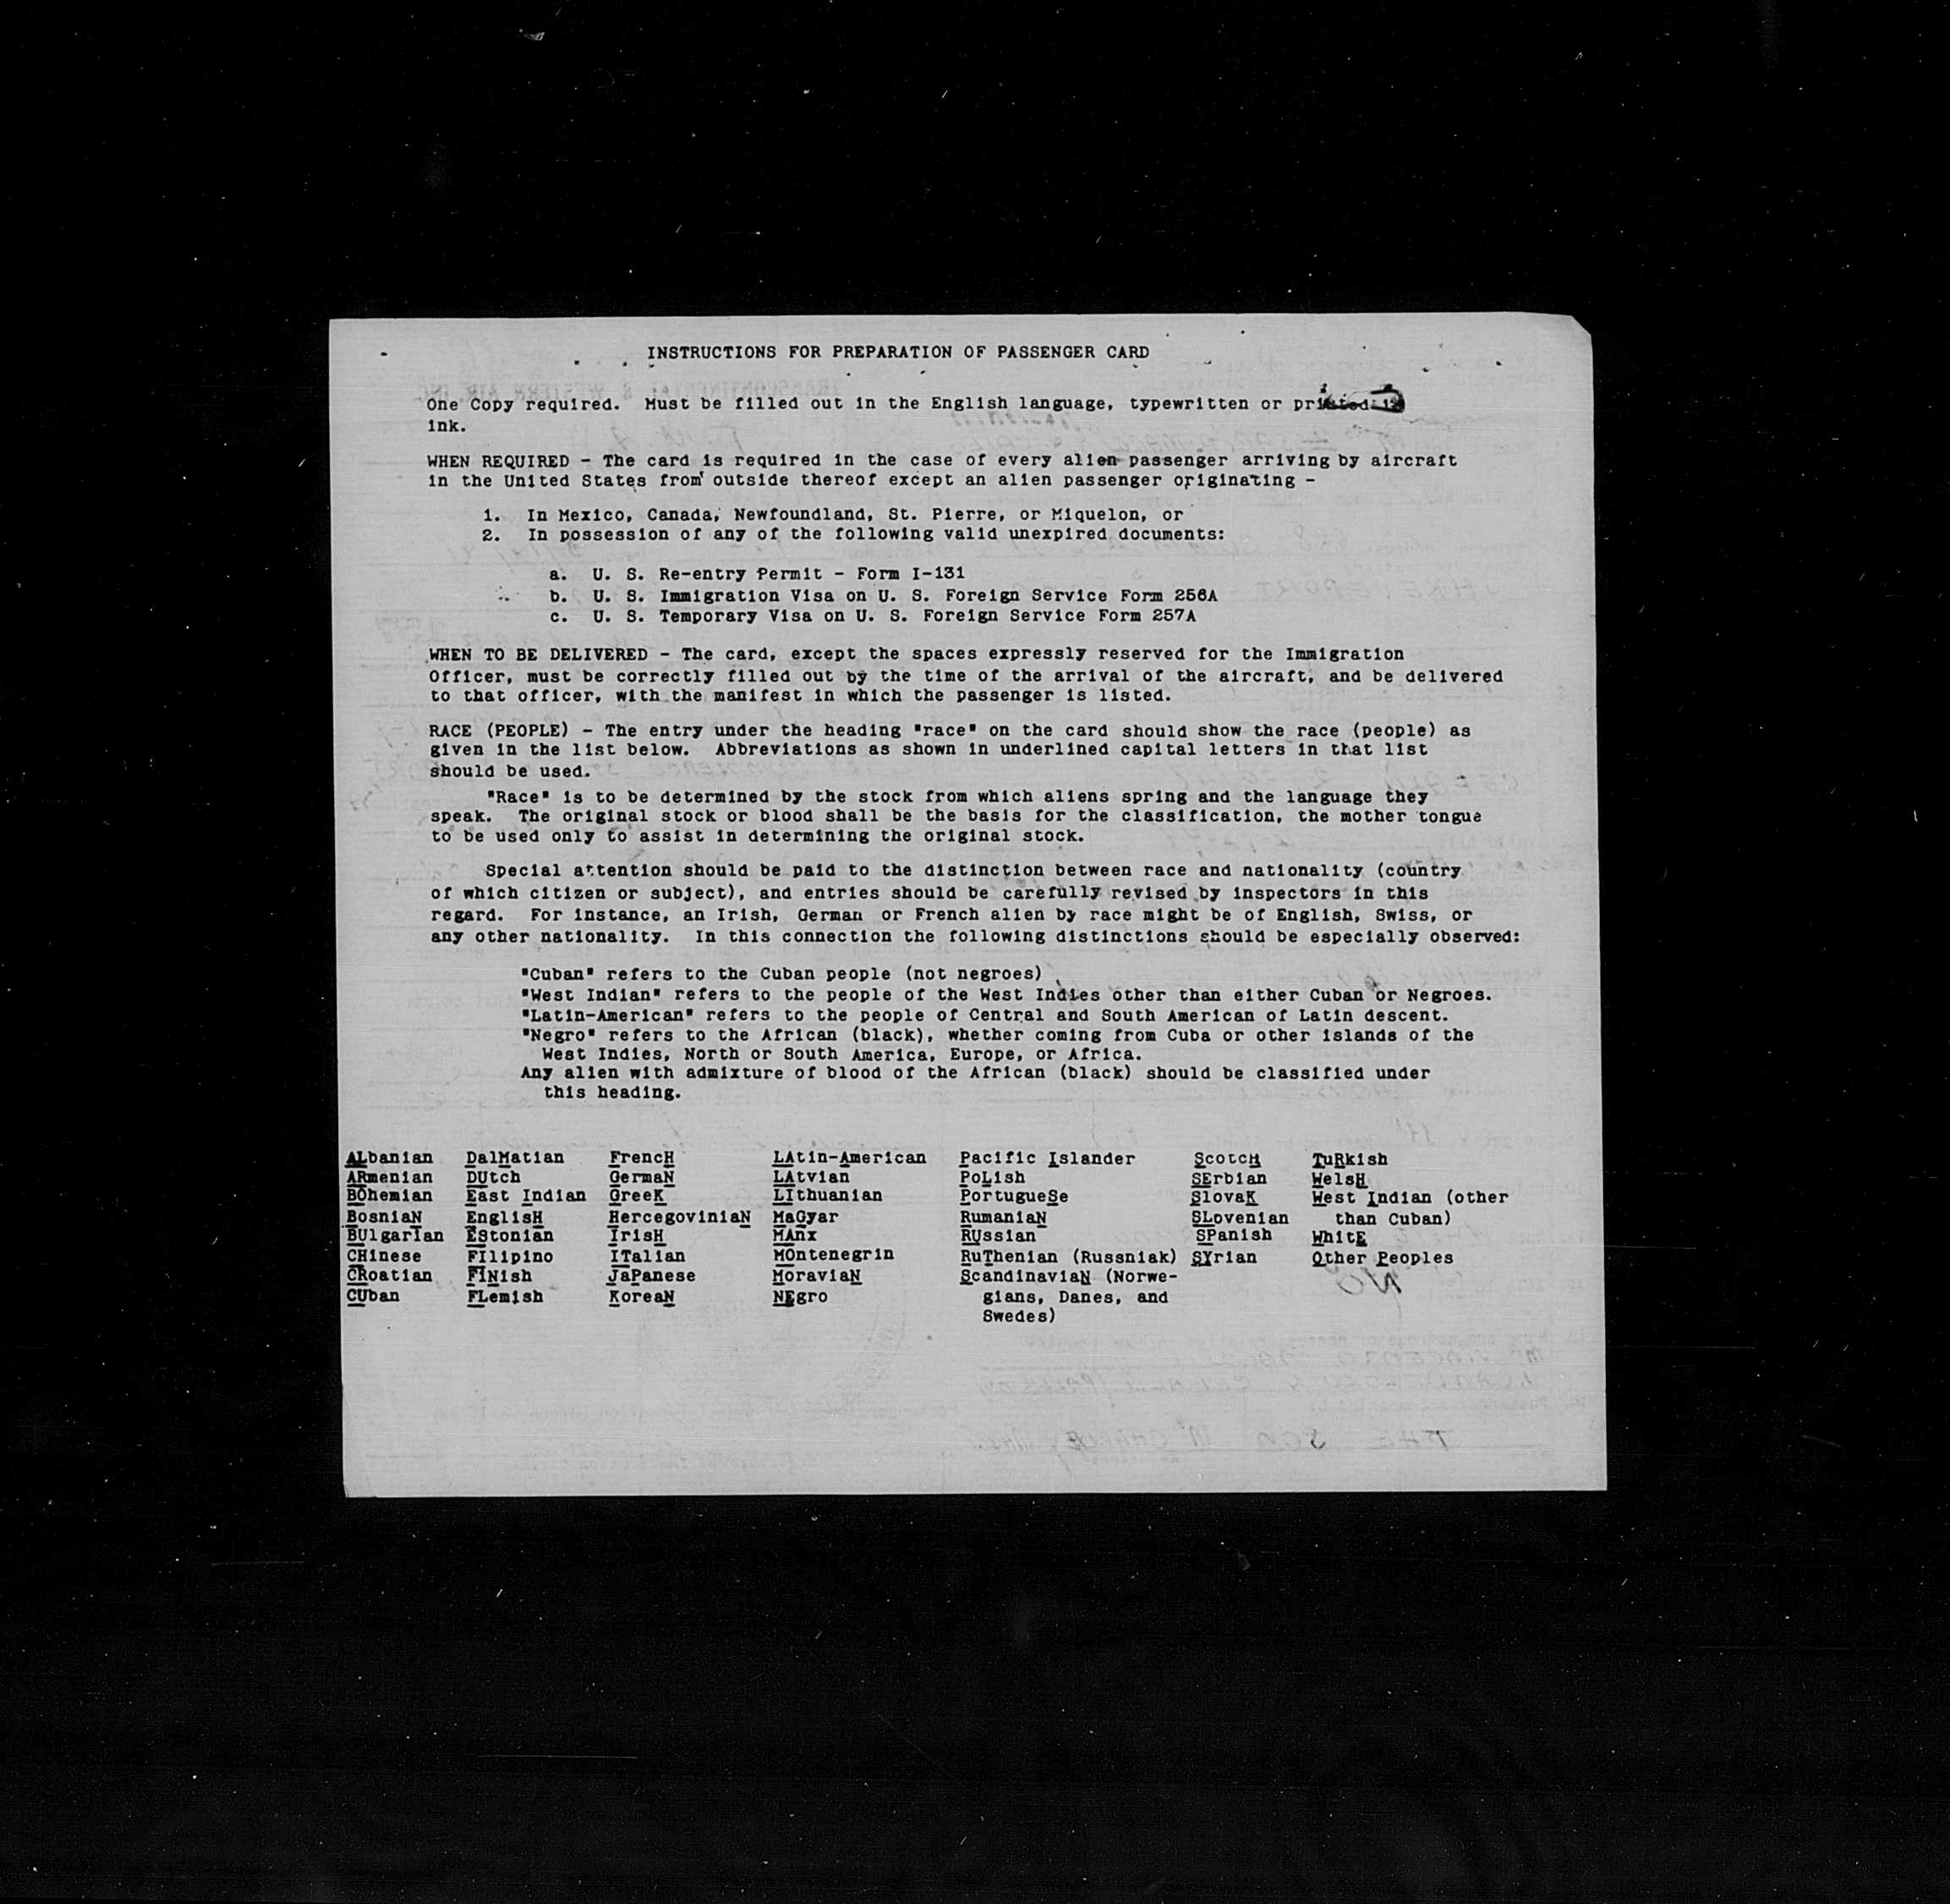 INSTRUCTIONS FOR PREPARATION OF PASSENGER CARD
One Copy required. Must be filled out in the English language, typewritten or printed in
ink.
WHEN REQUIRED - The card is required in the case of every alien passenger arriving by aircraft
in the United States from outside thereof except an alien passenger originating -
1. In Mexico, Canada, Newfoundland, St. Pierre, or Miquelon, or
2. In possession of any of the following valid unexpired documents:
a. U. S. Re-entry Permit - Form I-131
b. U. S. Immigration Visa on U. S. Foreign Service Form 256A
c. U. S. Temporary Visa on U. S. Foreign Service Form 257A
WHEN TO BE DELIVERED - The card, except the spaces expressly reserved for the Immigration
Officer, must be correctly filled out by the time of the arrival of the aircraft, and be delivered
to that officer, with the manifest in which the passenger is listed.
RACE (PEOPLE) - The entry under the heading "race" on the card should show the race (people) as
given in the list below. Abbreviations as shown in underlined capital letters in that list
should be used.
"Race" is to be determined by the stock from which aliens spring and the language they
speak. The original stock or blood shall be the basis for the classification, the mother tongue
to be used only to assist in determining the original stock.
Special attention should be paid to the distinction between race and nationality (country
of which citizen or subject), and entries should be carefully revised by inspectors in this
regard. For instance, an Irish, German or French alien by race might be of English, Swiss, or
any other nationality. In this connection the following distinctions should be especially observed:
"Cuban" refers to the Cuban people (not negroes)
"West Indian" refers to the people of the West Indies other than either Cuban or Negroes.
"Latin-American" refers to the people of Central and South American of Latin descent.
"Negro" refers to the African (black), whether coming from Cuba or other islands of the
West Indies, North or South America, Europe, or Africa.
Any alien with admixture of blood of the African (black) should be classified under
this heading.
ALbanian DalMatian FrencH LAtin-American Pacific Islander ScotcH TuRkish
ARmenian DUtch GermaN LAtvian PoLish SErbian WelsH
BOhemian East Indian GreeK LIthuanian PortugueSe SlovaK West Indian (other
BosniaN EnglisH HercegoviniaN MaGyar RumaniaN SLovenian than Cuban)
BUlgarian EStonian IrisH MAnx RUssian SPanish WhitE
CHinese FIlipino ITalian MOntenegrin RuThenian (Russniak) SYrian Other Peoples
CRoatian FINish JaPanese MoraviaN ScandinaviaN (Norwe-
CUban FLemish KoreaN NEgro gians, Danes, and
Swedes)